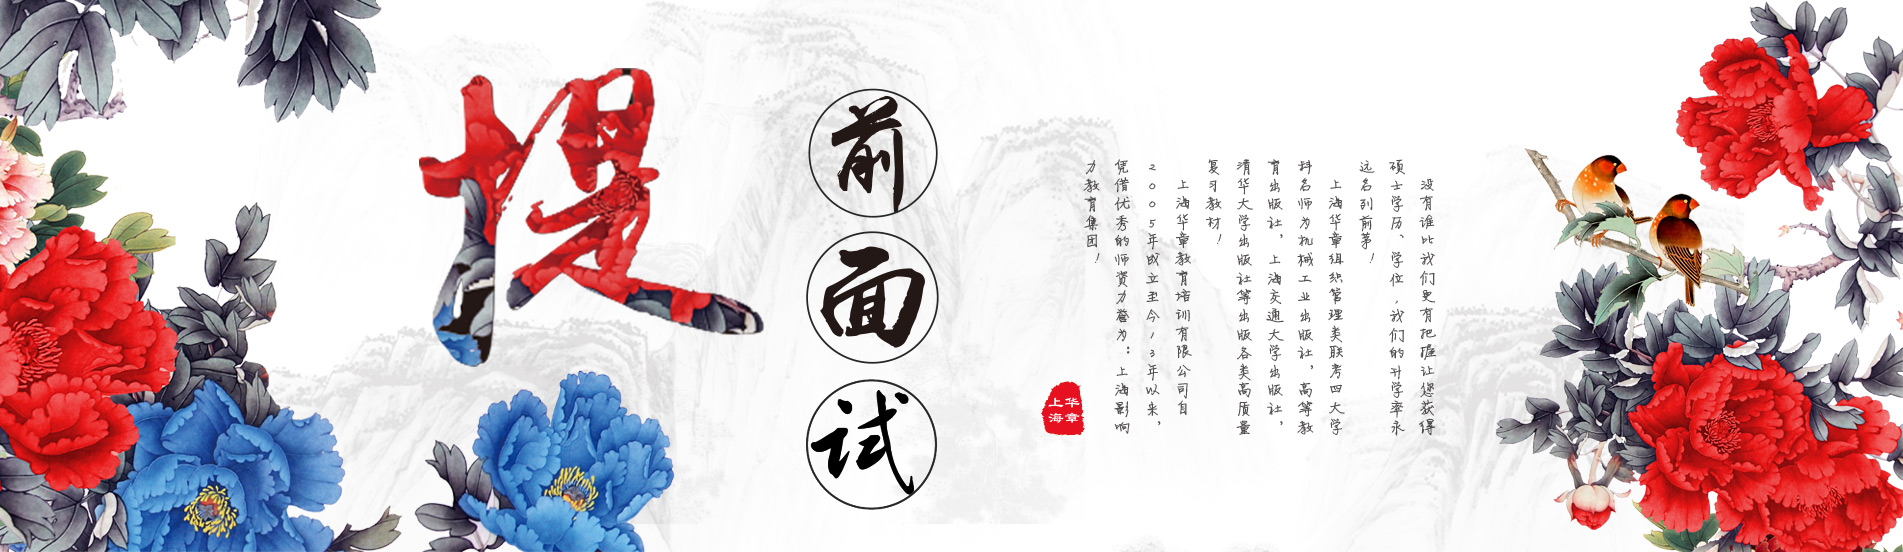 提
前
面
试
没有谁比我们更有把握让您获得
硕士学历、学位,我们的升学率永
远名列前茅!
上海华章组织管理类联考四大学
科名师为机械工业出版社,高等教
育出版社,上海交通大学出版社,
清华大学出版社等出版各类高质量
复习教材!
上海华章教育培训有限公司自
2005年成立至今13年以来,
凭借优秀的师资力誉为:上海影响
力教育集团!
华章
上海